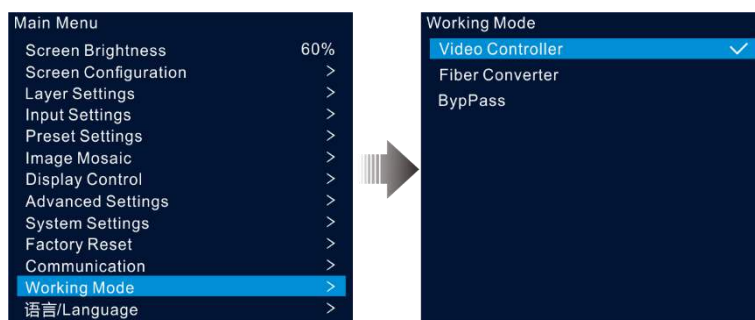 Main Menu
Screen Brightness 60%
Screen Configuration >
Layer Settings >
Input Settings >
Preset Settings >
Image Mosaic >
Display Control >
Advanced Settings >
System Settings >
Factory Reset >
Communication >
Working Mode >
语言/Language >
Working Mode
Video Controller ✓
Fiber Converter
BypPass